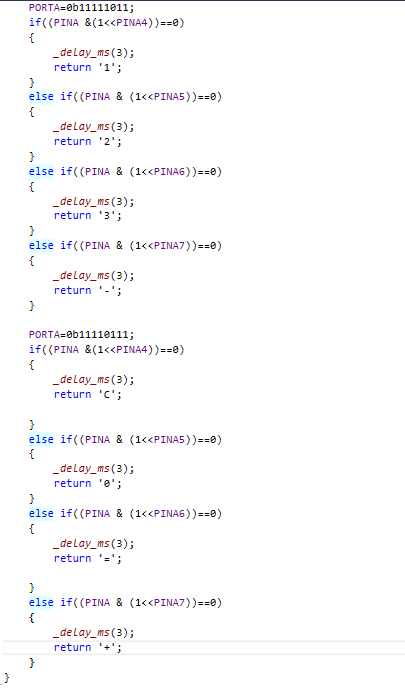 PORTA=0b11111011;
if((PINA &(1<<PINA4))==0)
{
_delay_ms(3);
return '1';
}
else if((PINA & (1<<PINA5))==0)
{
_delay_ms(3);
return '2';
}
else if((PINA & (1<<PINA6))==0)
{
_delay_ms(3);
return '3';
}
else if((PINA & (1<<PINA7))==0)
{
_delay_ms(3);
return '-';
}
PORTA=0b11110111;
if((PINA &(1<<PINA4))==0)
{
_delay_ms(3);
return 'C';
}
else if((PINA & (1<<PINA5))==0)
{
_delay_ms(3);
return '0';
}
else if((PINA & (1<<PINA6))==0)
{
_delay_ms(3);
return '=';
}
else if((PINA & (1<<PINA7))==0)
{
_delay_ms(3);
return '+';
}
}